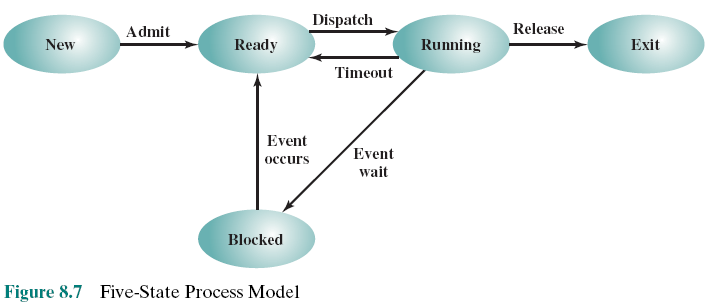 New
Admit
Ready
Dispatch
Timeout
Running
Release
Exit
Event
occurs
Event
wait
Blocked
Figure 8.7 Five-State Process Model